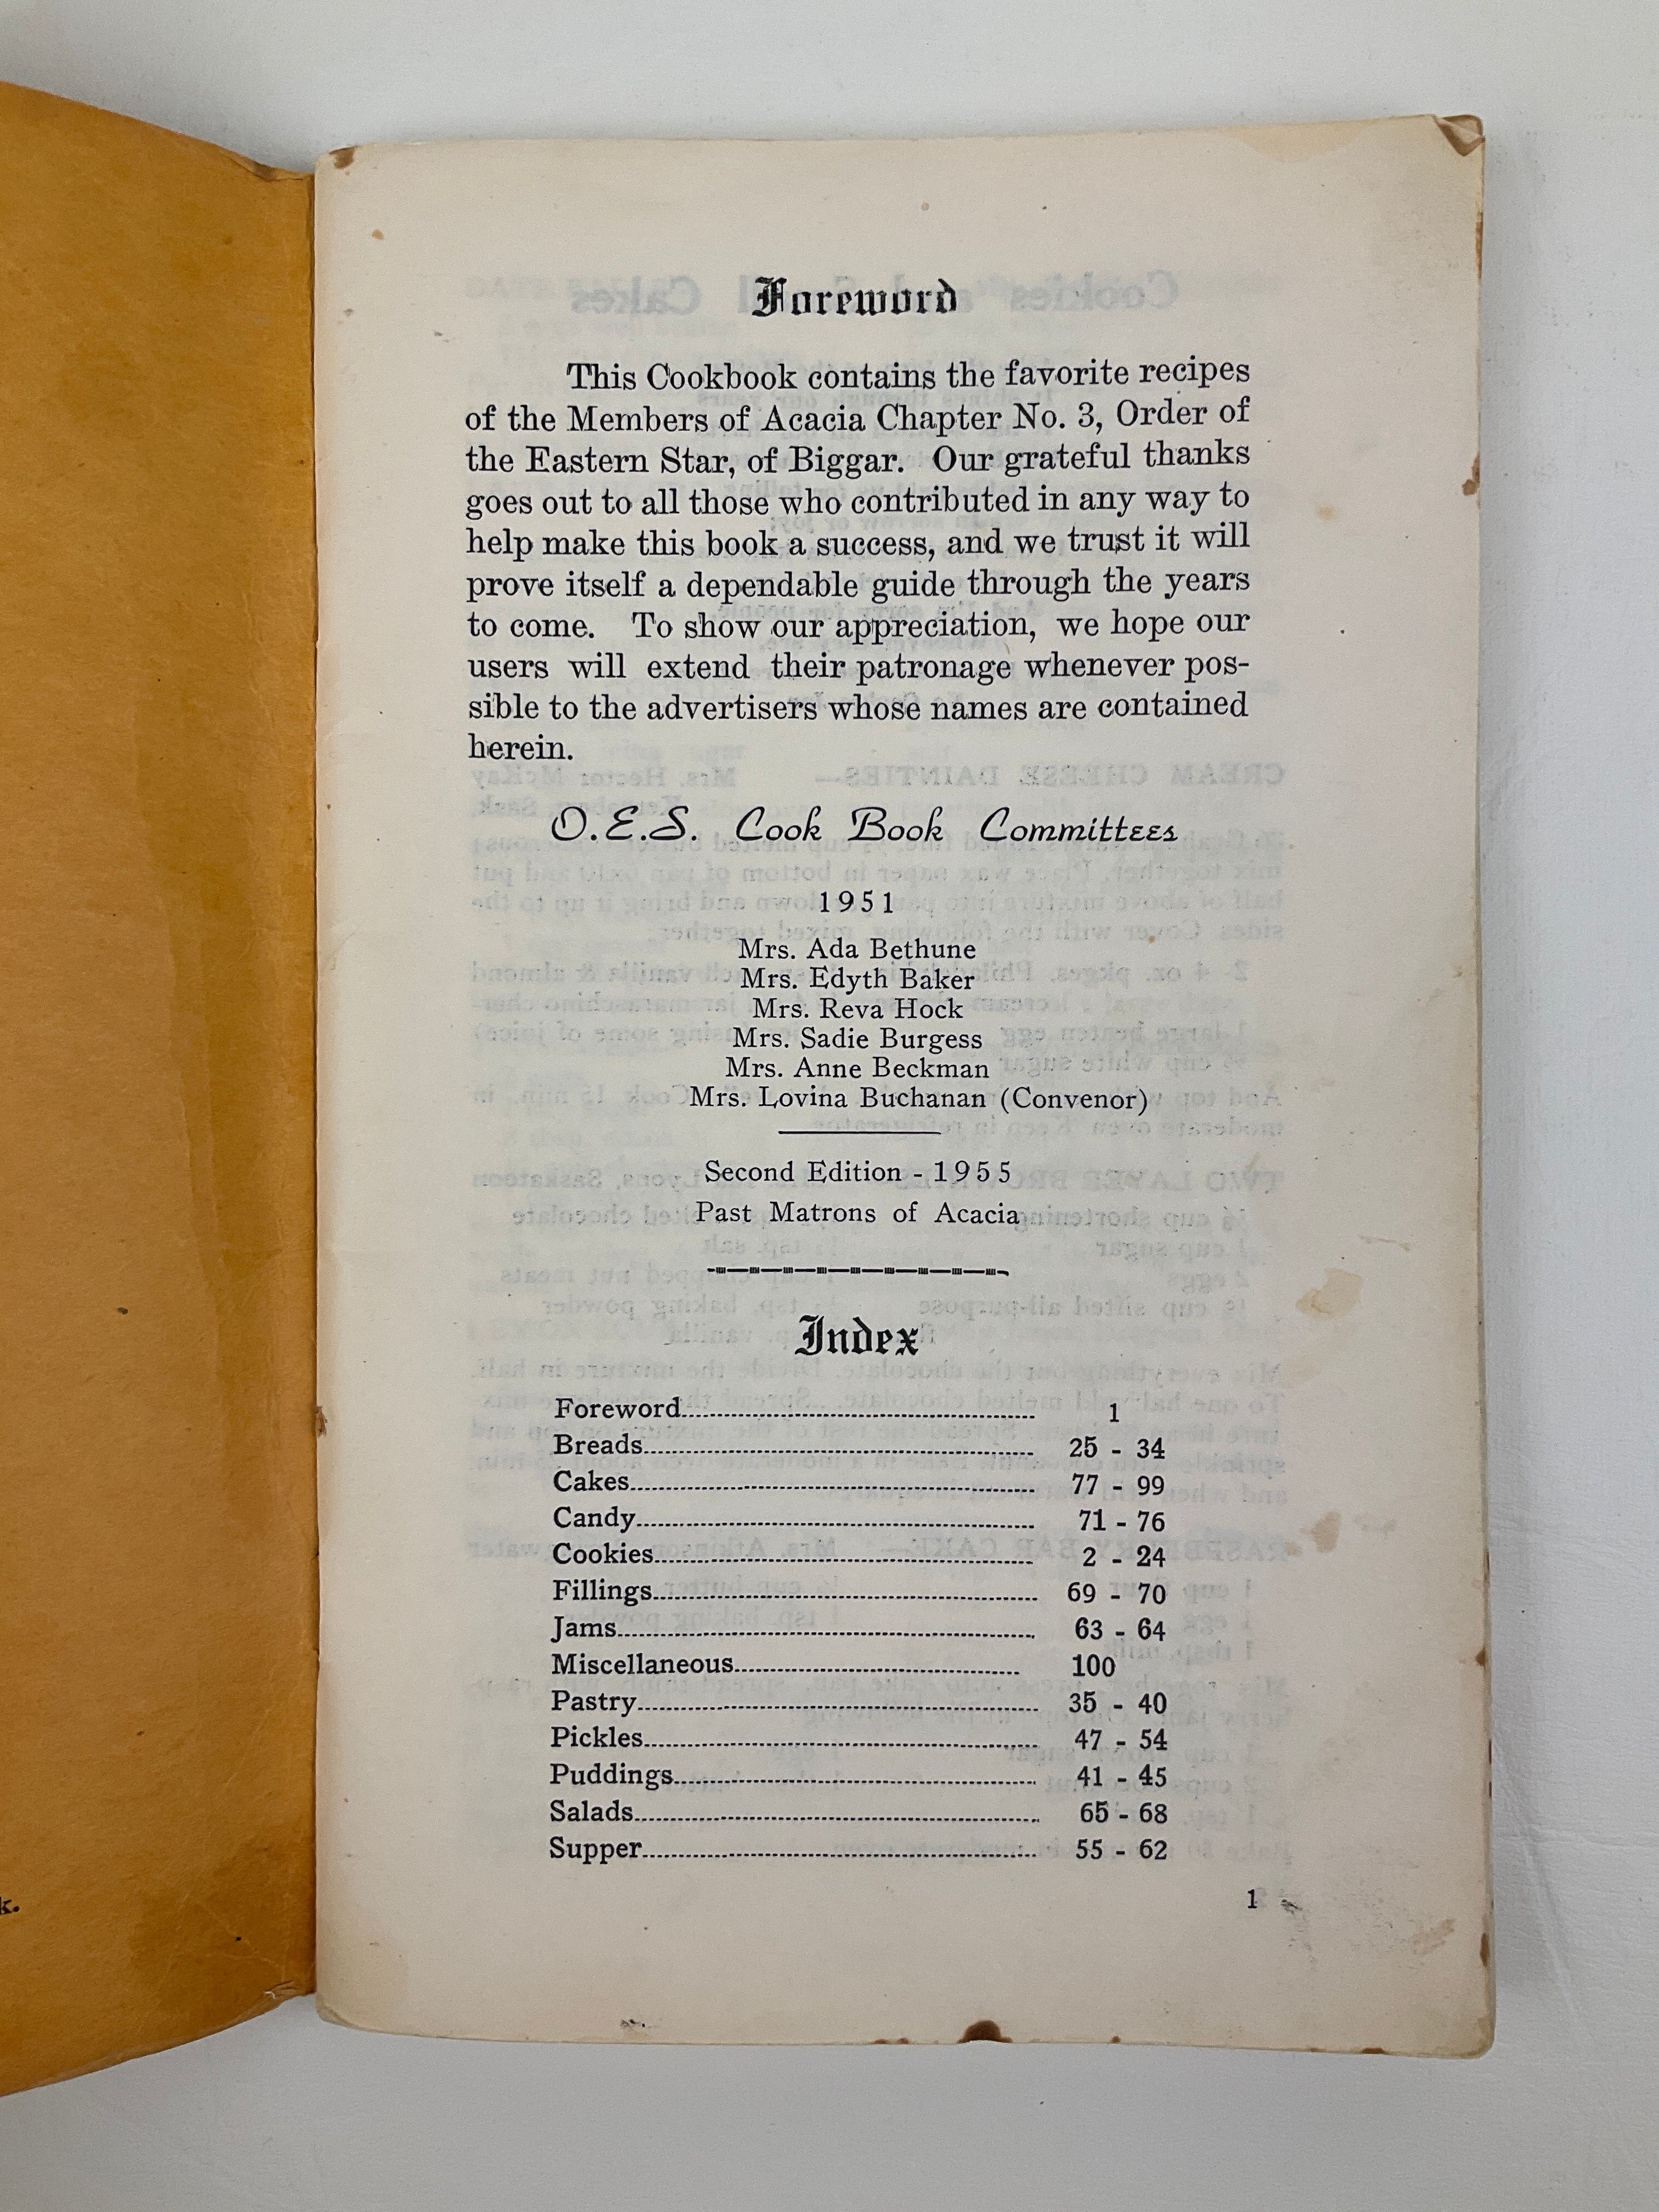 Foreword
This Cookbook contains the favorite recipes
of the Members of Acacia Chapter No. 3, Order of
the Eastern Star, of Biggar. Our grateful thanks
goes out to all those who contributed in any way to
help make this book a success, and we trust it will
prove itself a dependable guide through the years
to come. To show our appreciation, we hope our
users will extend their patronage whenever pos-
sible to the advertisers whose names are contained
herein.
O.E.S. Cook Book Committees
1951
Mrs. Ada Bethune
Mrs. Edyth Baker
Mrs. Reva Hock
Mrs. Sadie Burgess
Mrs. Anne Beckman
Mrs. Lovina Buchanan (Convenor)
Second Edition - 1955
Past Matrons of Acacia
Index
Foreword 1
Breads 25 - 34
Cakes 77 - 99
Candy 71 - 76
Cookies 2 - 24
Fillings 69 - 70
Jams 63 - 64
Miscellaneous 100
Pastry 35 - 40
Pickles 47 - 54
Puddings 41 - 45
Salads 65 - 68
Supper 55 - 62
1
k.